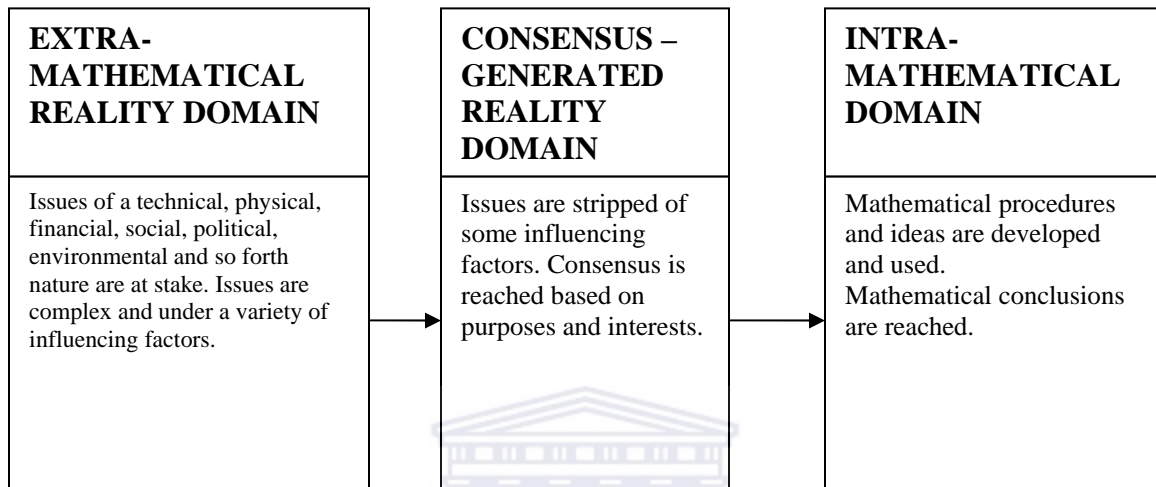 EXTRA-
MATHEMATICAL
REALITY DOMAIN
Issues of a technical, physical,
financial, social, political,
environmental and so forth
nature are at stake. Issues are
complex and under a variety of
influencing factors.
CONSENSUS –
GENERATED
REALITY
DOMAIN
Issues are stripped of
some influencing
factors. Consensus is
reached based on
purposes and interests.
INTRA-
MATHEMATICAL
DOMAIN
Mathematical procedures
and ideas are developed
and used.
Mathematical conclusions
are reached.